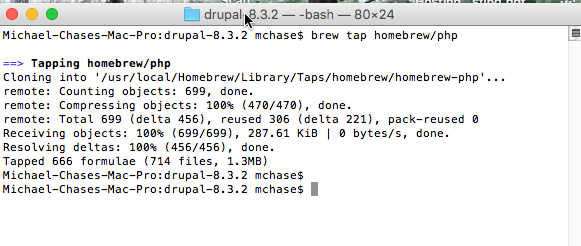 drupal-8.3.2 — -bash — 80×24
Michael-Chases-Mac-Pro:drupal-8.3.2 mchase$ brew tap homebrew/php
==> Tapping homebrew/php
Cloning into '/usr/local/Homebrew/Library/Taps/homebrew/homebrew-php'...
remote: Counting objects: 699, done.
remote: Compressing objects: 100% (470/470), done.
remote: Total 699 (delta 456), reused 306 (delta 221), pack-reused 0
Receiving objects: 100% (699/699), 287.61 KiB | 0 bytes/s, done.
Resolving deltas: 100% (456/456), done.
Tapped 666 formulae (714 files, 1.3MB)
Michael-Chases-Mac-Pro:drupal-8.3.2 mchase$
Michael-Chases-Mac-Pro:drupal-8.3.2 mchase$